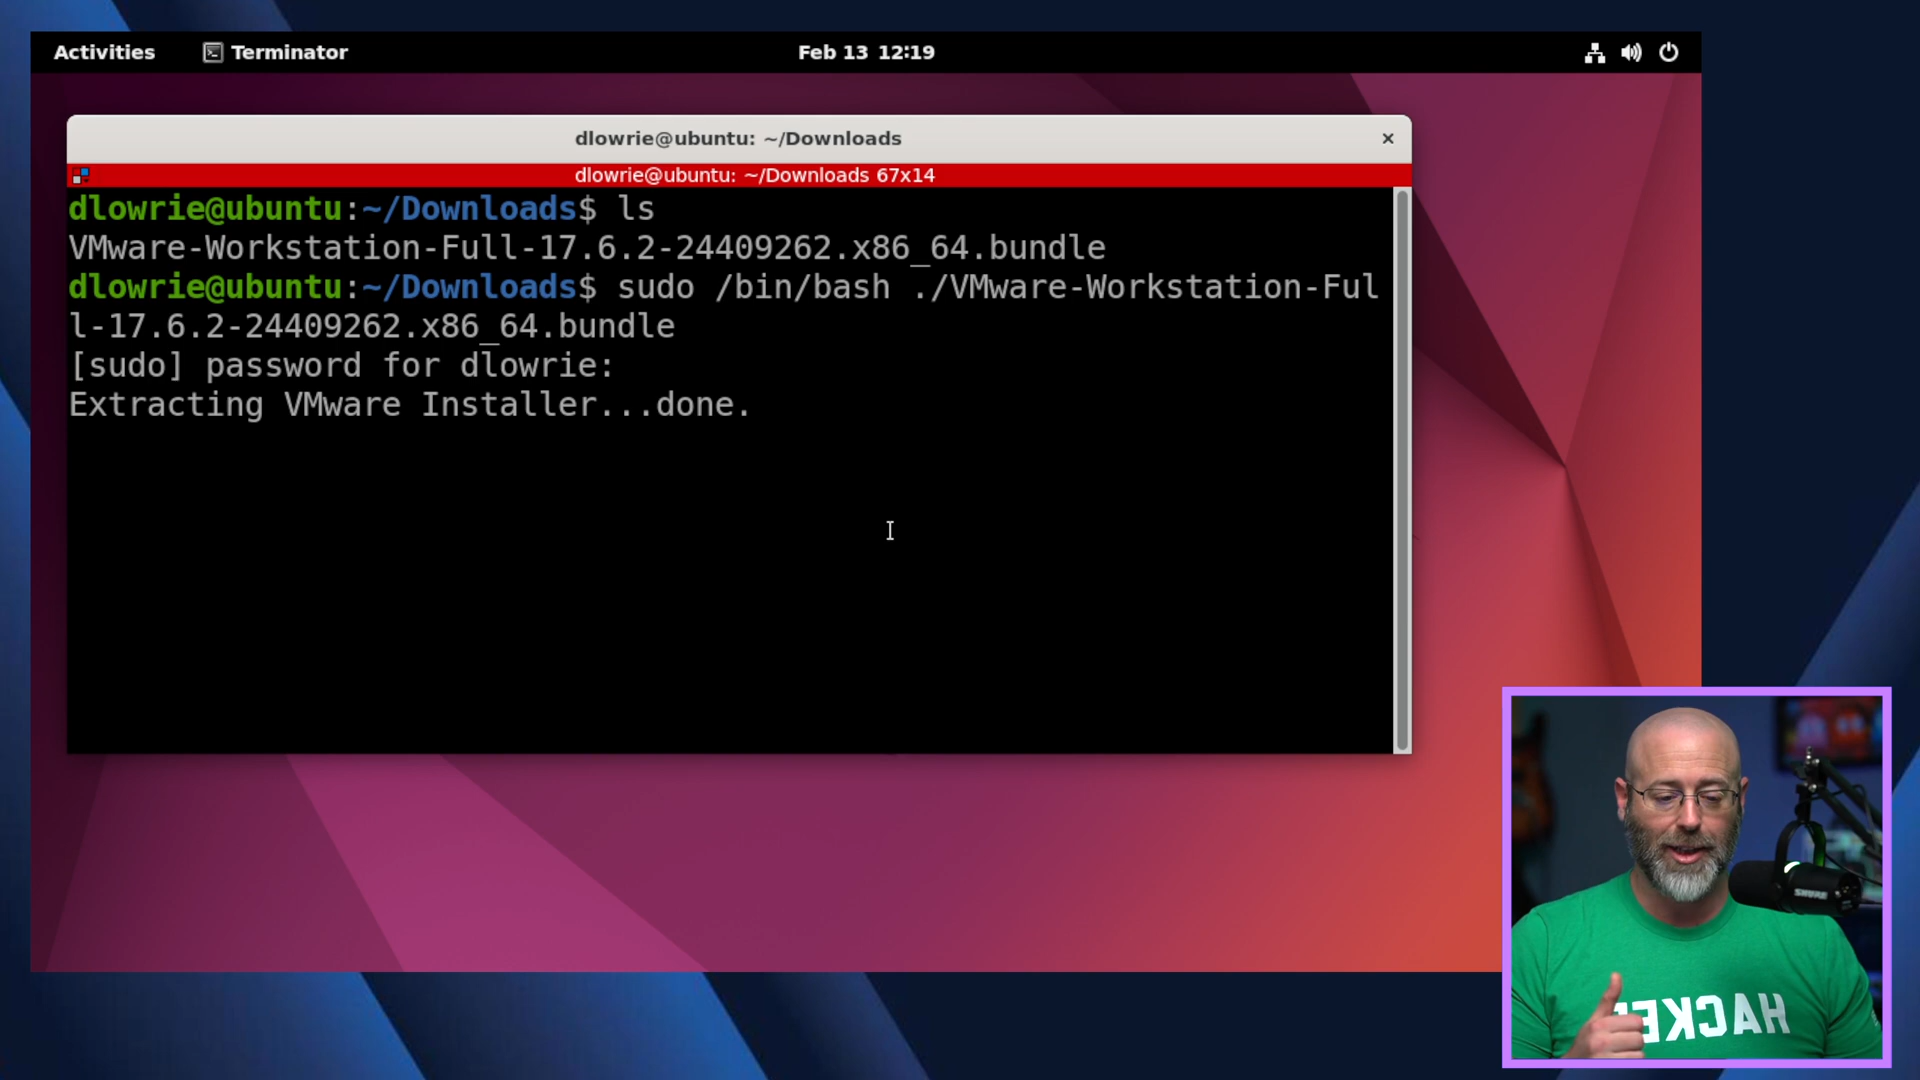 Activities
Terminator
Feb 13 12:19
dlowrie@ubuntu: ~/Downloads
dlowrie@ubuntu: ~/Downloads 67x14
dlowrie@ubuntu:~/Downloads$ ls
VMware-Workstation-Full-17.6.2-24409262.x86_64.bundle
dlowrie@ubuntu:~/Downloads$ sudo /bin/bash ./VMware-Workstation-Ful
l-17.6.2-24409262.x86_64.bundle
[sudo] password for dlowrie:
Extracting VMware Installer...done.
SHURE
HACKE